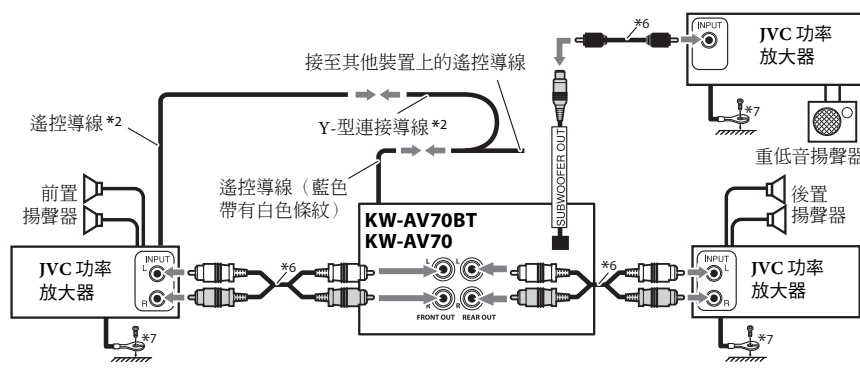 *6
INPUT
JVC 功率
放大器
*7
重低音揚聲器
接至其他裝置上的遙控導線
遙控導線 *2
Y-型連接導線 *2
遙控導線（藍色
帶有白色條紋）
SUBWOOFER OUT
前置
揚聲器
後置
揚聲器
KW-AV70BT
KW-AV70
JVC 功率
放大器
INPUT
L
R
*6
L
L
R
R
FRONT OUT
REAR OUT
*6
INPUT
L
R
JVC 功率
放大器
*7
*7